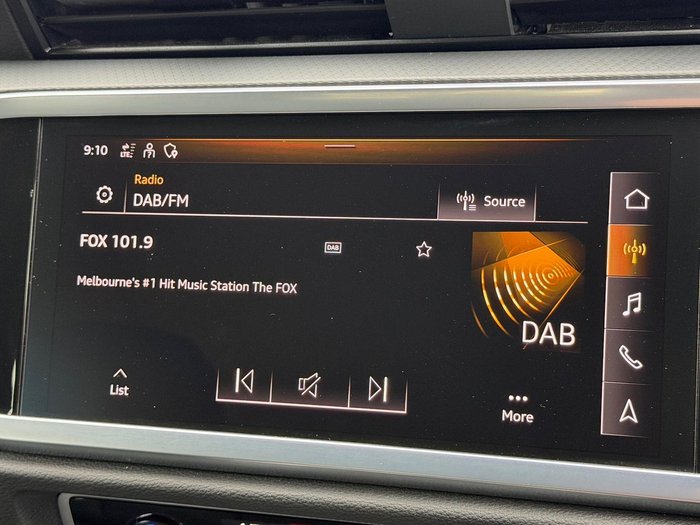 9:10 LTE
Radio
DAB/FM
Source
FOX 101.9
DAB
Melbourne's #1 Hit Music Station The FOX
DAB
List
More